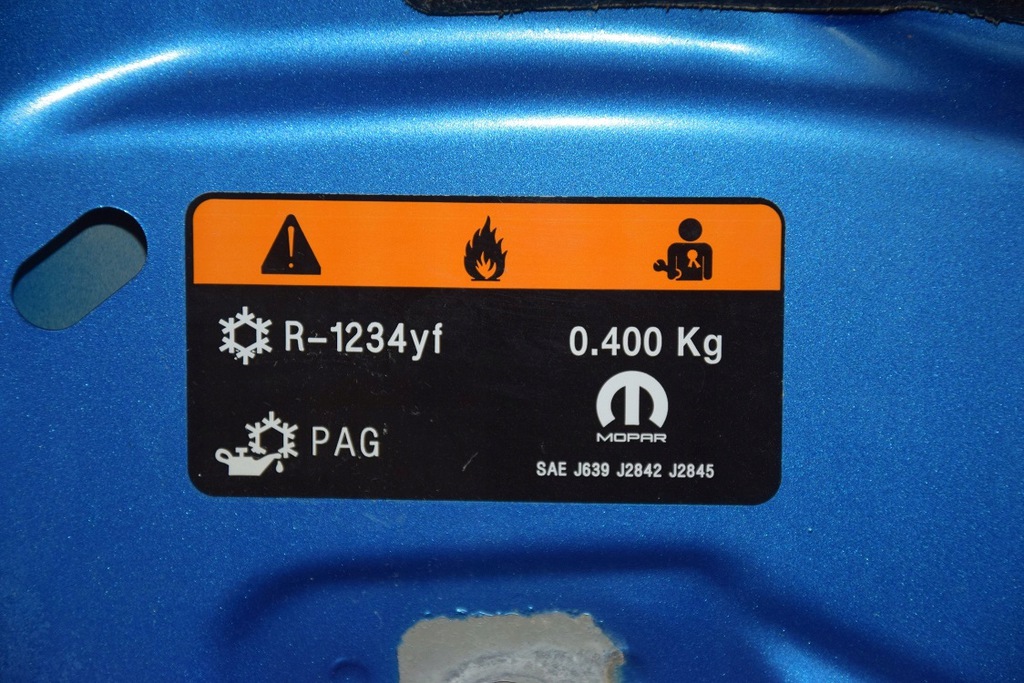 R-1234yf 0.400 Kg
MOPAR
PAG
SAE J639 J2842 J2845